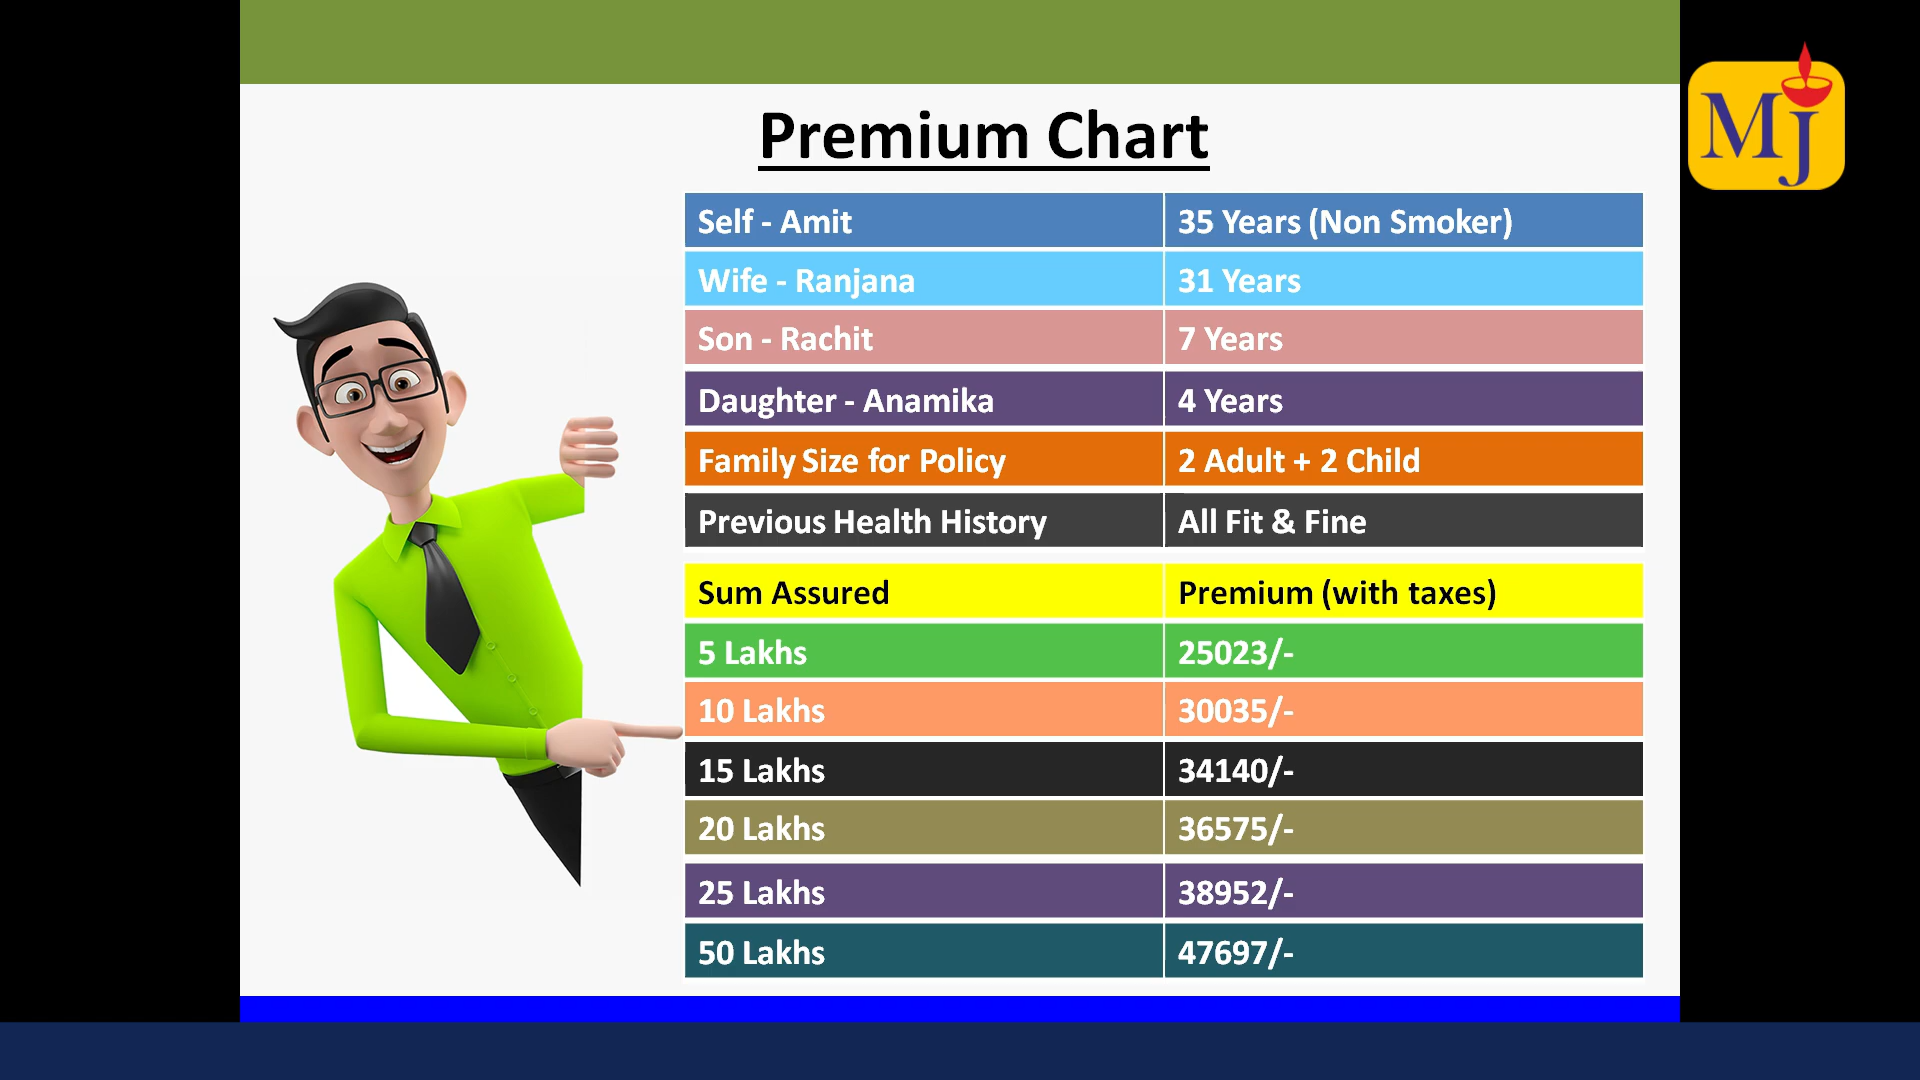 Premium Chart
MJ
Self - Amit 35 Years (Non Smoker)
Wife - Ranjana 31 Years
Son - Rachit 7 Years
Daughter - Anamika 4 Years
Family Size for Policy 2 Adult + 2 Child
Previous Health History All Fit & Fine
Sum Assured Premium (with taxes)
5 Lakhs 25023/-
10 Lakhs 30035/-
15 Lakhs 34140/-
20 Lakhs 36575/-
25 Lakhs 38952/-
50 Lakhs 47697/-